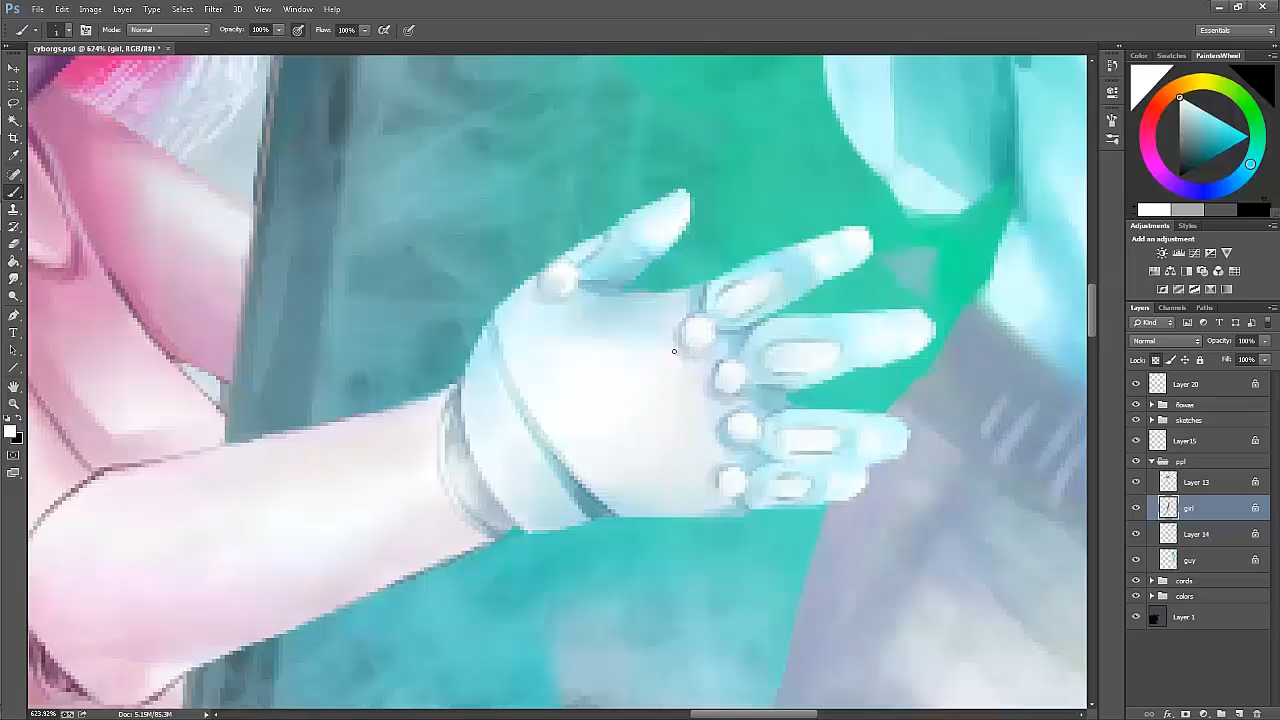 Ps File Edit Image Layer Type Select Filter 3D View Window Help
1 Mode: Normal Opacity: 100% Flow: 100% Essentials
cyborgs.psd @ 624% (girl, RGB/8#) * ×
Color Swatches PaintersWheel
Adjustments Styles
Add an adjustment
Layers Channels Paths
Kind
Normal Opacity: 100%
Lock: Fill: 100%
Layer 20
flowas
sketches
Layer15
ppl
Layer 13
girl
Layer 14
guy
cords
colors
Layer 1
623.92% Doc: 5.15M/85.3M
fx